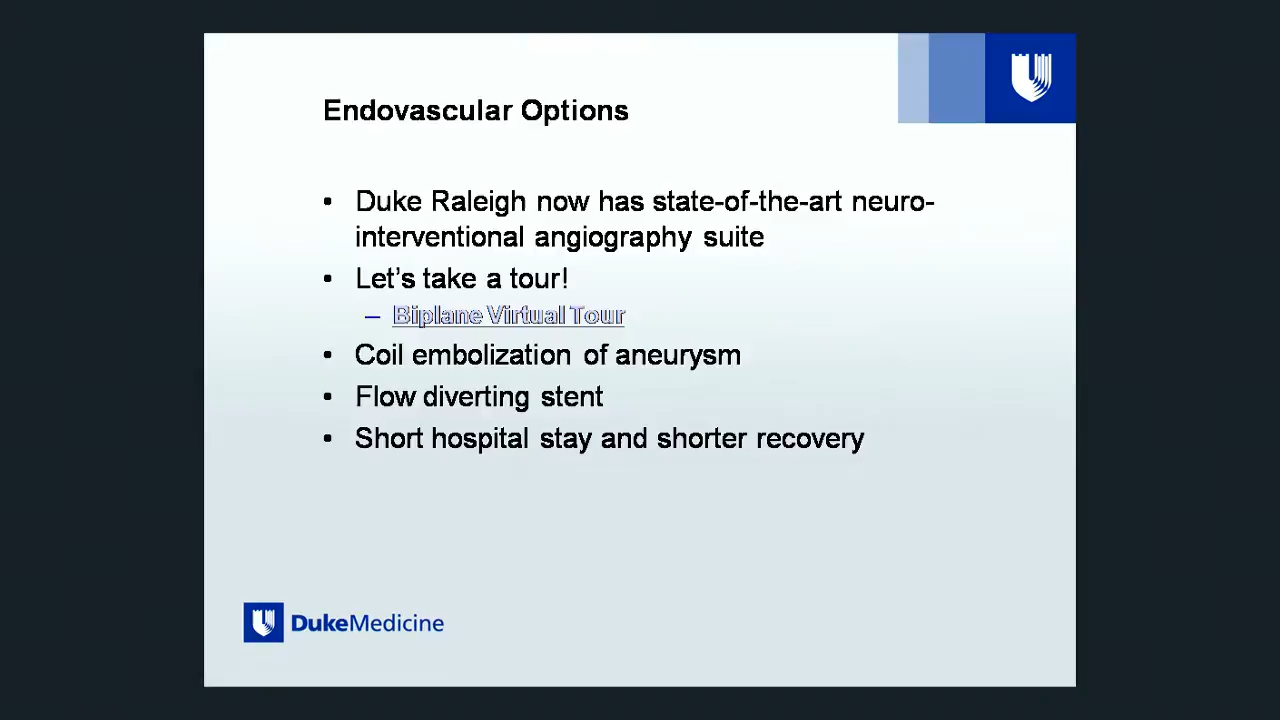 Endovascular Options
• Duke Raleigh now has state-of-the-art neuro-
interventional angiography suite
• Let's take a tour!
– Biplane Virtual Tour
• Coil embolization of aneurysm
• Flow diverting stent
• Short hospital stay and shorter recovery
DukeMedicine